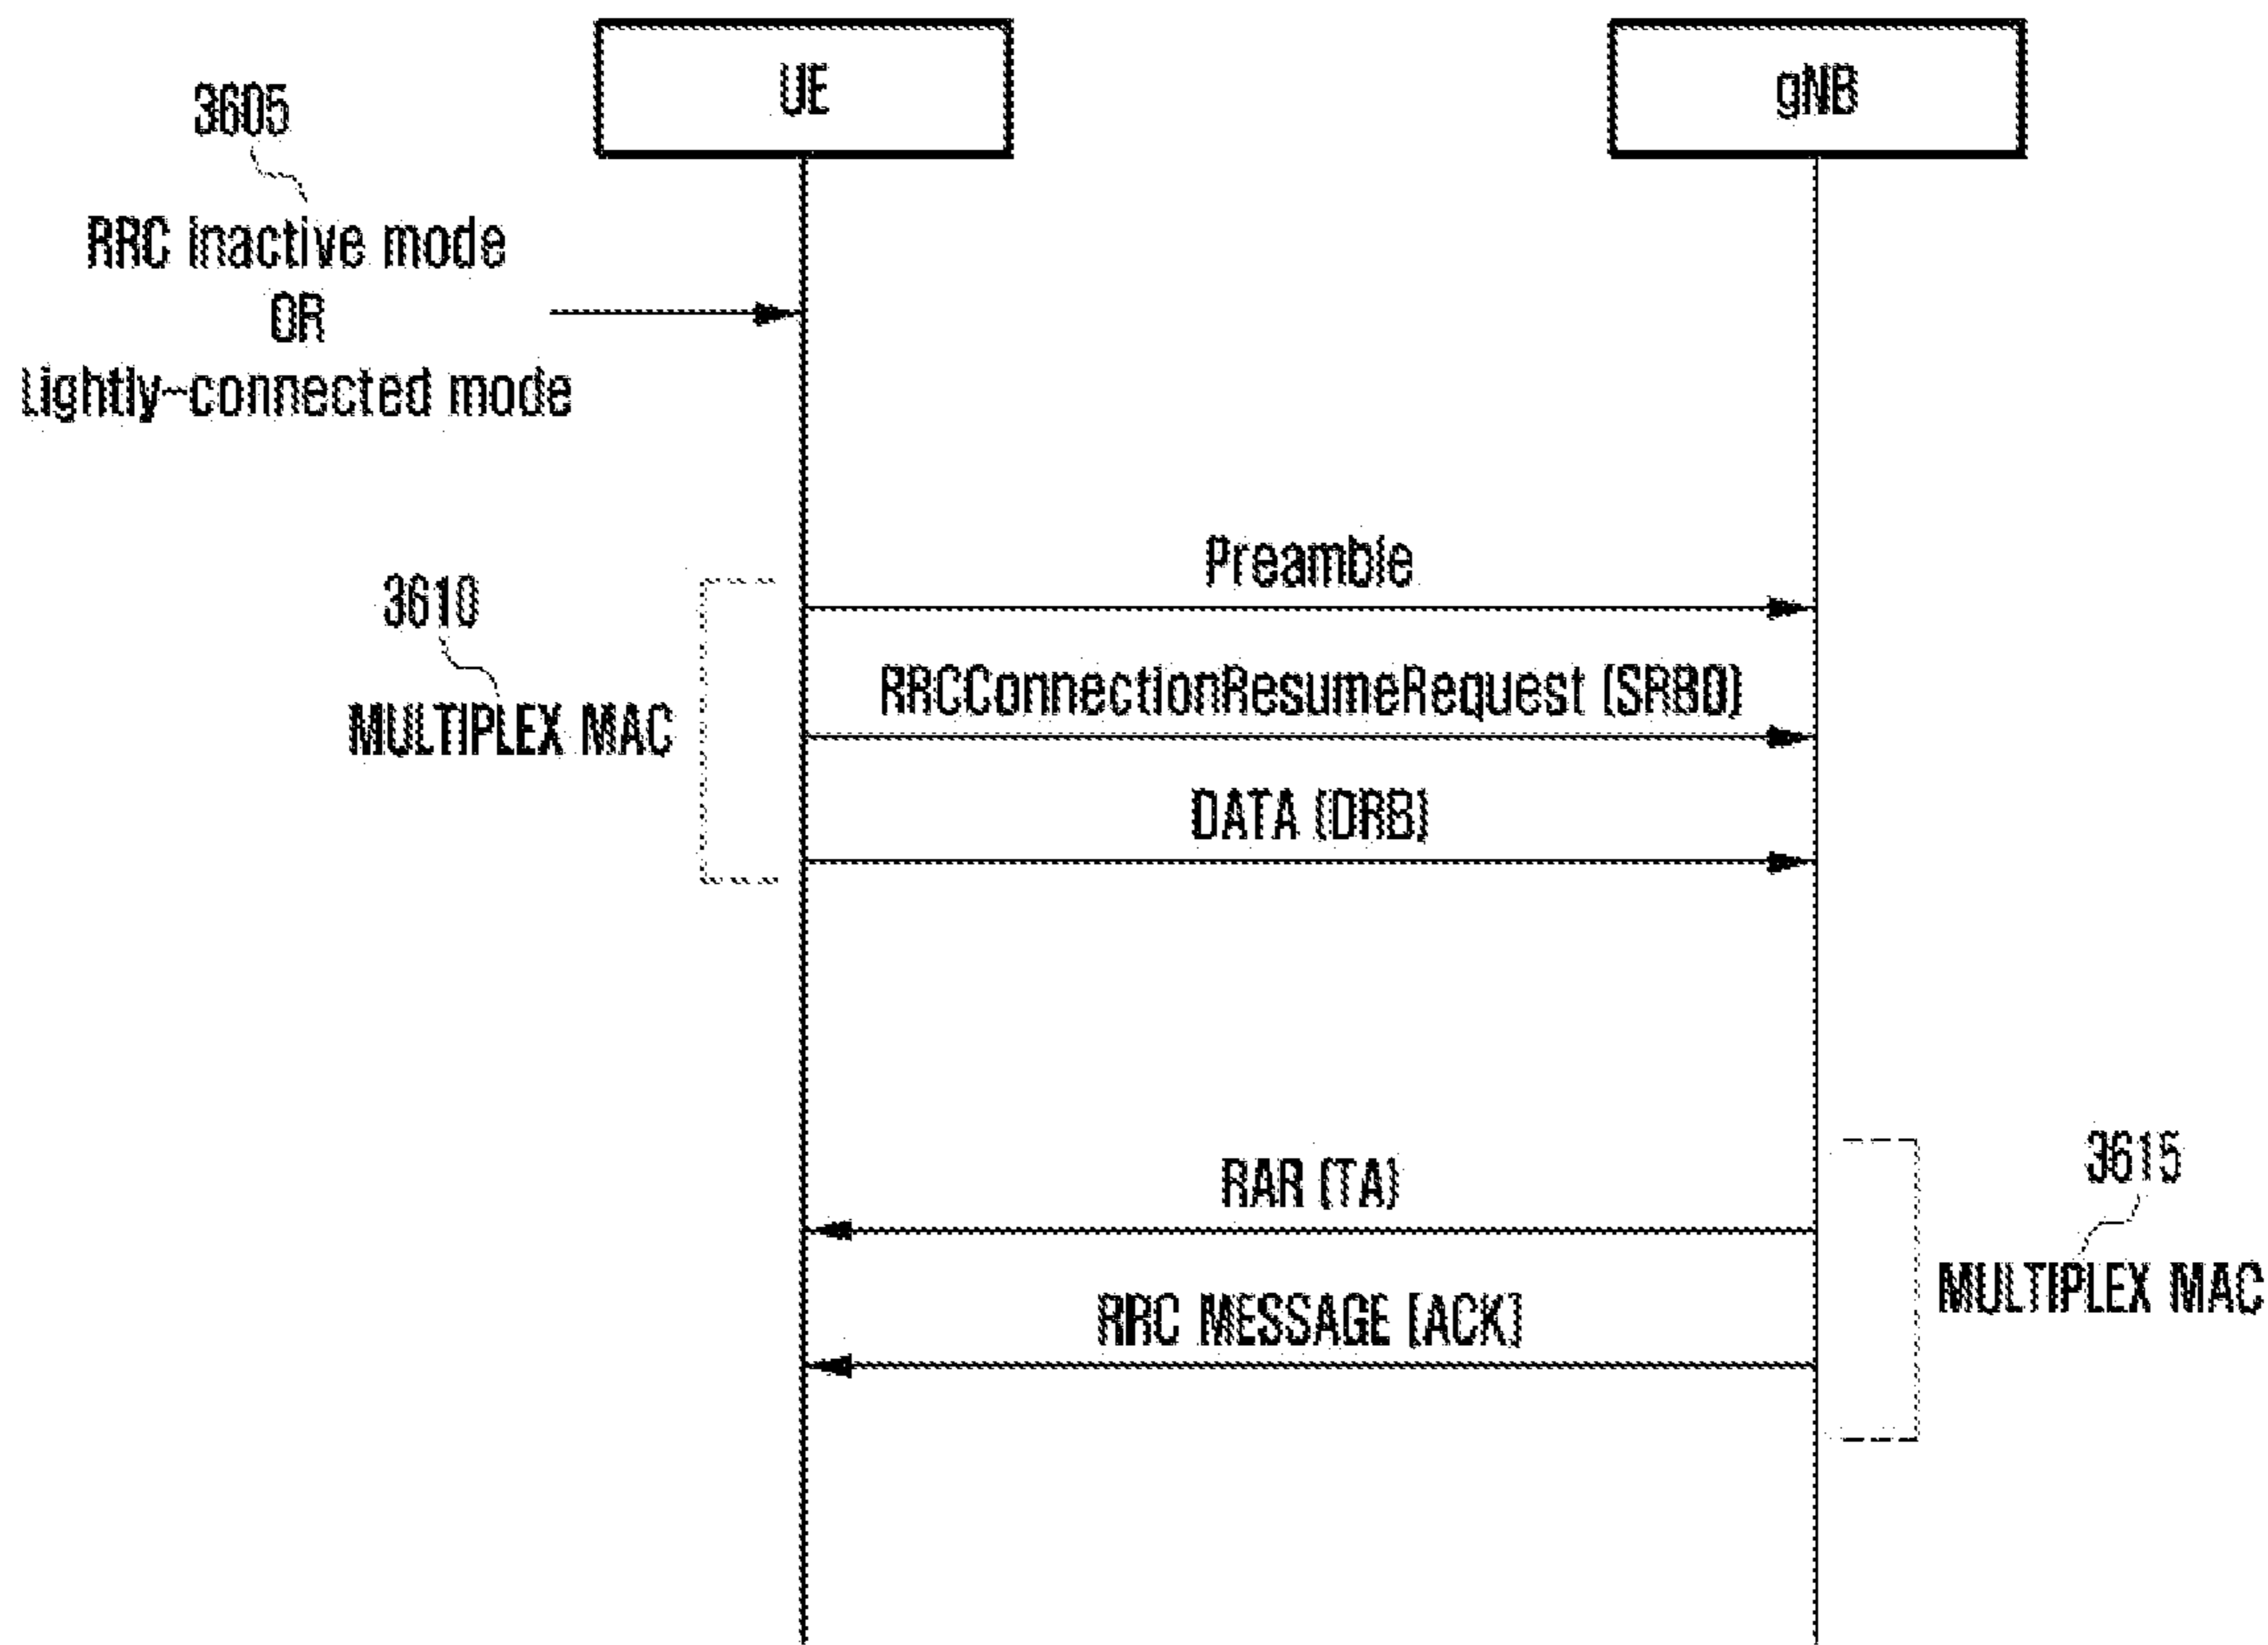 UE
gNB
3605
RRC inactive mode
OR
Lightly-connected mode
Preamble
3610
RRCConnectionResumeRequest (SRB0)
MULTIPLEX MAC
DATA (DRB)
RAR (TA)
3615
MULTIPLEX MAC
RRC MESSAGE [ACK]